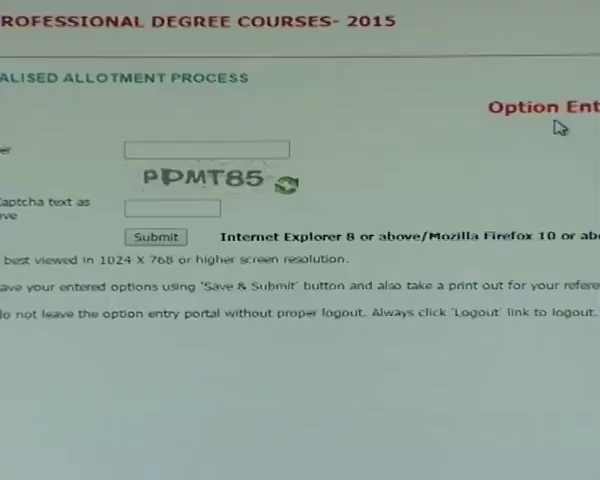 ROFESSIONAL DEGREE COURSES- 2015
ALISED ALLOTMENT PROCESS
Option Ent
er
PDMT85
Captcha text as
ve
Submit
Internet Explorer 8 or above/Mozilla Firefox 10 or abo
best viewed in 1024 X 768 or higher screen resolution.
ave your entered options using 'Save & Submit' button and also take a print out for your refere
do not leave the option entry portal without proper logout. Always click 'Logout' link to logout.